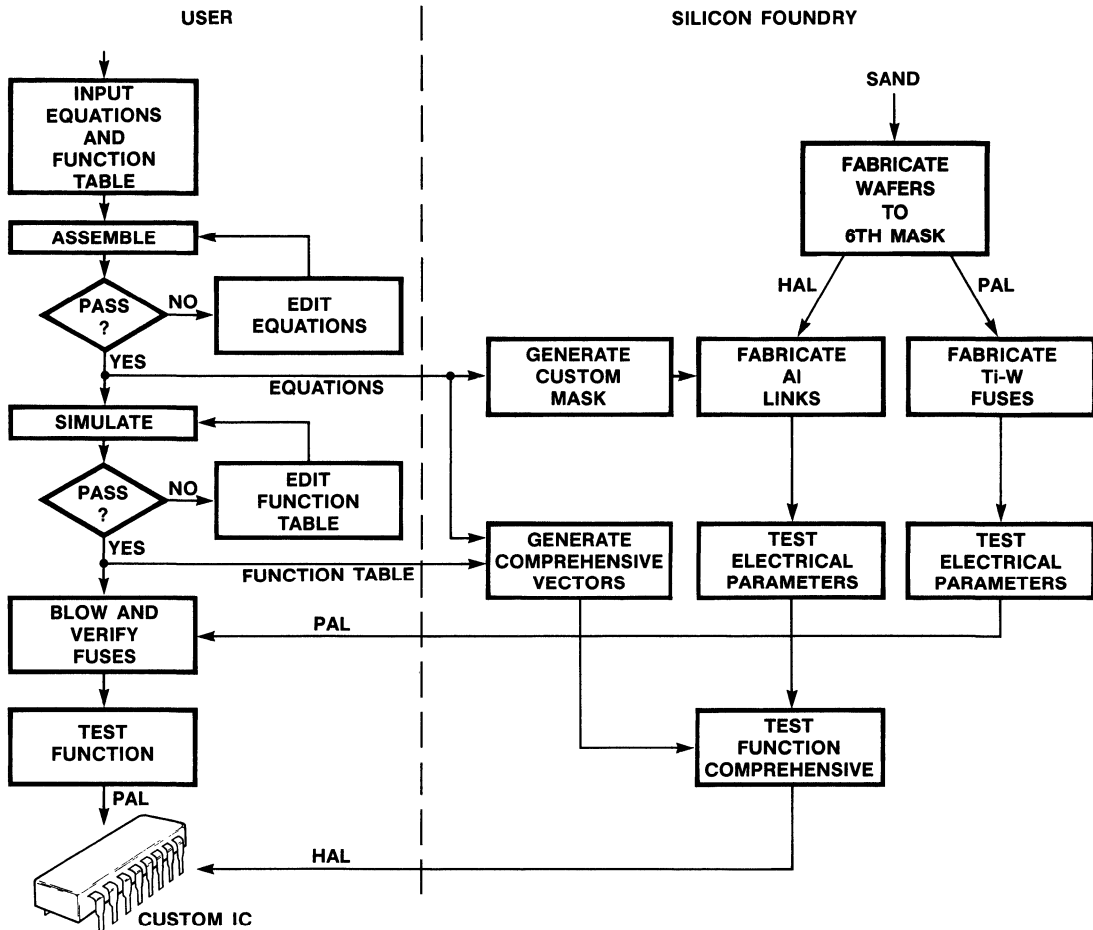 USER
SILICON FOUNDRY
INPUT
EQUATIONS
AND
FUNCTION
TABLE
ASSEMBLE
PASS
?
NO
EDIT
EQUATIONS
YES
EQUATIONS
SIMULATE
PASS
?
NO
EDIT
FUNCTION
TABLE
YES
FUNCTION TABLE
BLOW AND
VERIFY
FUSES
PAL
TEST
FUNCTION
PAL
HAL
CUSTOM IC
SAND
FABRICATE
WAFERS
TO
6TH MASK
HAL
PAL
GENERATE
CUSTOM
MASK
FABRICATE
Al
LINKS
FABRICATE
Ti-W
FUSES
GENERATE
COMPREHENSIVE
VECTORS
TEST
ELECTRICAL
PARAMETERS
TEST
ELECTRICAL
PARAMETERS
TEST
FUNCTION
COMPREHENSIVE